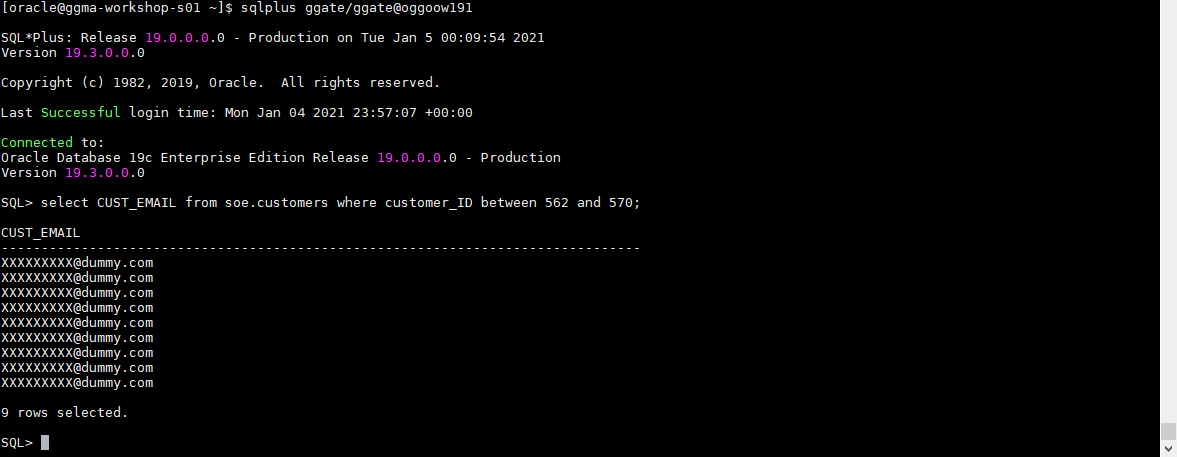 [oracle@ggma-workshop-s01 ~]$ sqlplus ggate/ggate@oggoow191
SQL*Plus: Release 19.0.0.0.0 - Production on Tue Jan 5 00:09:54 2021
Version 19.3.0.0.0
Copyright (c) 1982, 2019, Oracle.  All rights reserved.
Last Successful login time: Mon Jan 04 2021 23:57:07 +00:00
Connected to:
Oracle Database 19c Enterprise Edition Release 19.0.0.0.0 - Production
Version 19.3.0.0.0
SQL> select CUST_EMAIL from soe.customers where customer_ID between 562 and 570;
CUST_EMAIL
--------------------------------------------------------------------------------
XXXXXXXXX@dummy.com
XXXXXXXXX@dummy.com
XXXXXXXXX@dummy.com
XXXXXXXXX@dummy.com
XXXXXXXXX@dummy.com
XXXXXXXXX@dummy.com
XXXXXXXXX@dummy.com
XXXXXXXXX@dummy.com
XXXXXXXXX@dummy.com
9 rows selected.
SQL>